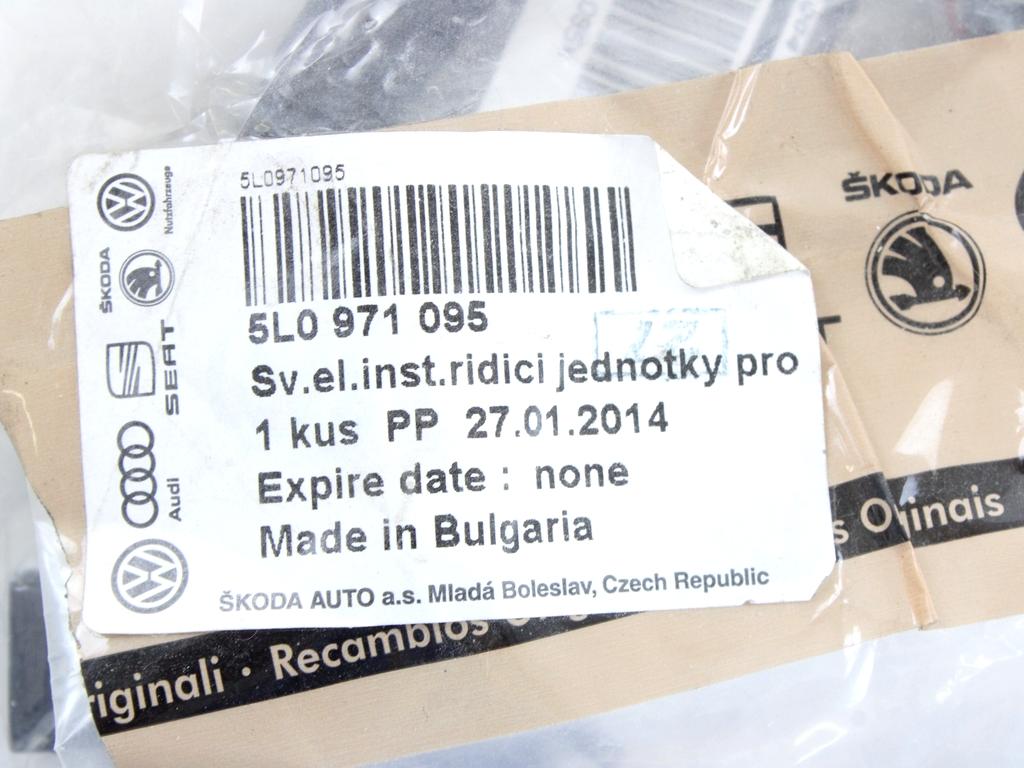 5L0971095
5L0 971 095
Sv.el.inst.ridici jednotky pro
1 kus PP 27.01.2014
Expire date : none
Made in Bulgaria
ŠKODA AUTO a.s. Mladá Boleslav, Czech Republic
Nutzfahrzeuge
ŠKODA
SEAT
Audi
ŠKODA
riginali · Recambios
s Originais